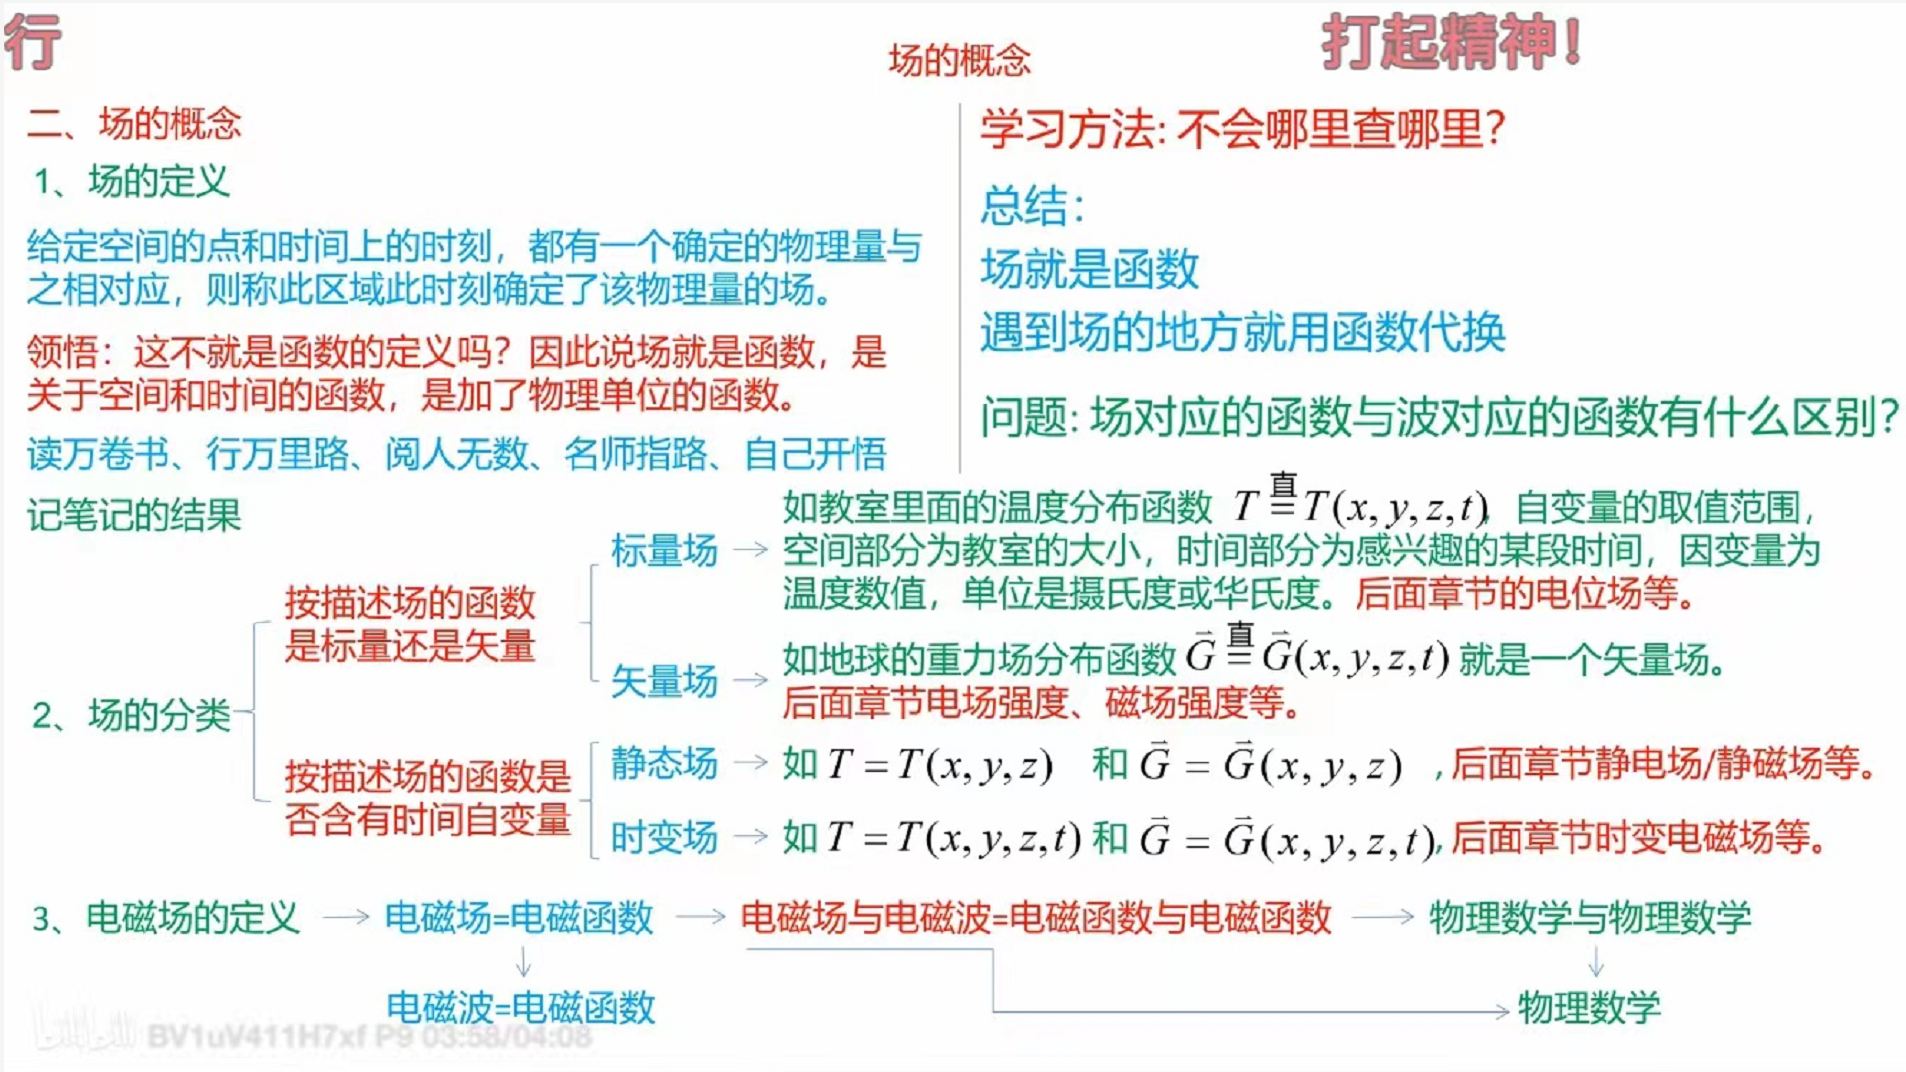 行
打起精神！
场的概念
二、场的概念
1、场的定义
给定空间的点和时间上的时刻，都有一个确定的物理量与
之相对应，则称此区域此时刻确定了该物理量的场。
领悟：这不就是函数的定义吗？因此说场就是函数，是
关于空间和时间的函数，是加了物理单位的函数。
读万卷书、行万里路、阅人无数、名师指路、自己开悟
记笔记的结果
学习方法: 不会哪里查哪里？
总结：
场就是函数
遇到场的地方就用函数代换
问题: 场对应的函数与波对应的函数有什么区别？
2、场的分类
按描述场的函数
是标量还是矢量
标量场
如教室里面的温度分布函数 T 直= T(x, y, z, t)，自变量的取值范围，
空间部分为教室的大小，时间部分为感兴趣的某段时间，因变量为
温度数值，单位是摄氏度或华氏度。后面章节的电位场等。
矢量场
如地球的重力场分布函数 G⃗ 直= G⃗(x, y, z, t) 就是一个矢量场。
后面章节电场强度、磁场强度等。
按描述场的函数是
否含有时间自变量
静态场
如 T = T(x, y, z) 和 G⃗ = G⃗(x, y, z) ，后面章节静电场/静磁场等。
时变场
如 T = T(x, y, z, t) 和 G⃗ = G⃗(x, y, z, t)，后面章节时变电磁场等。
3、电磁场的定义
电磁场=电磁函数
电磁场与电磁波=电磁函数与电磁函数
物理数学与物理数学
电磁波=电磁函数
物理数学
bilibili BV1uV411H7xf P9 03:58/04:08